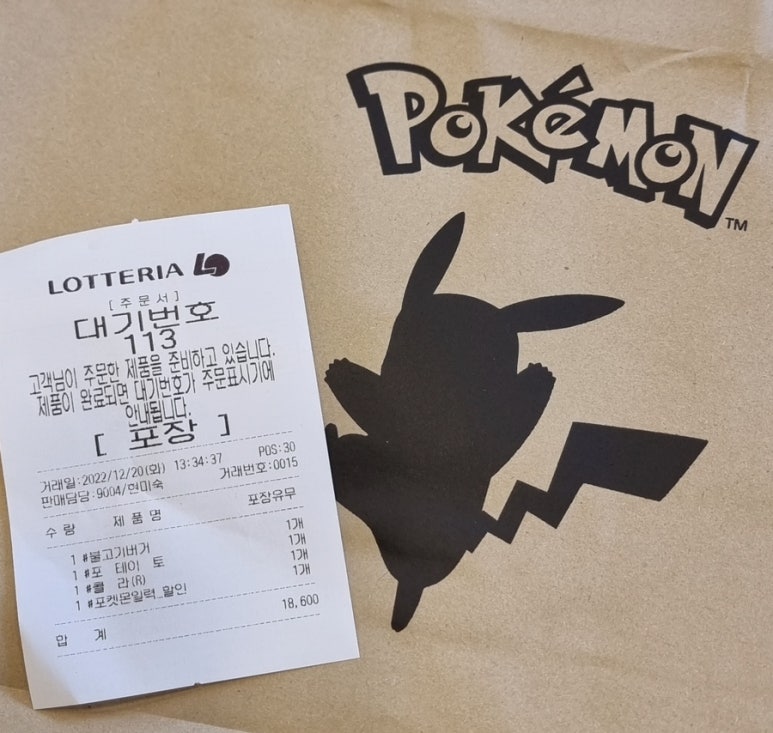 POKéMON
TM
LOTTERIA
[주문서]
대기번호
113
고객님이 주문한 제품을 준비하고 있습니다.
제품이 완료되면 대기번호가 주문표시기에
안내됩니다.
[ 포장 ]
거래일:2022/12/20(화) 13:34:37 POS:30
판매담당:9004/현미숙 거래번호:0015
수 량 제 품 명 포장유무
1 #불고기버거 1개
1 #포 테이 토 1개
1 #콜 라(R) 1개
1 #포켓몬일력_할인 1개
합 계 18,600